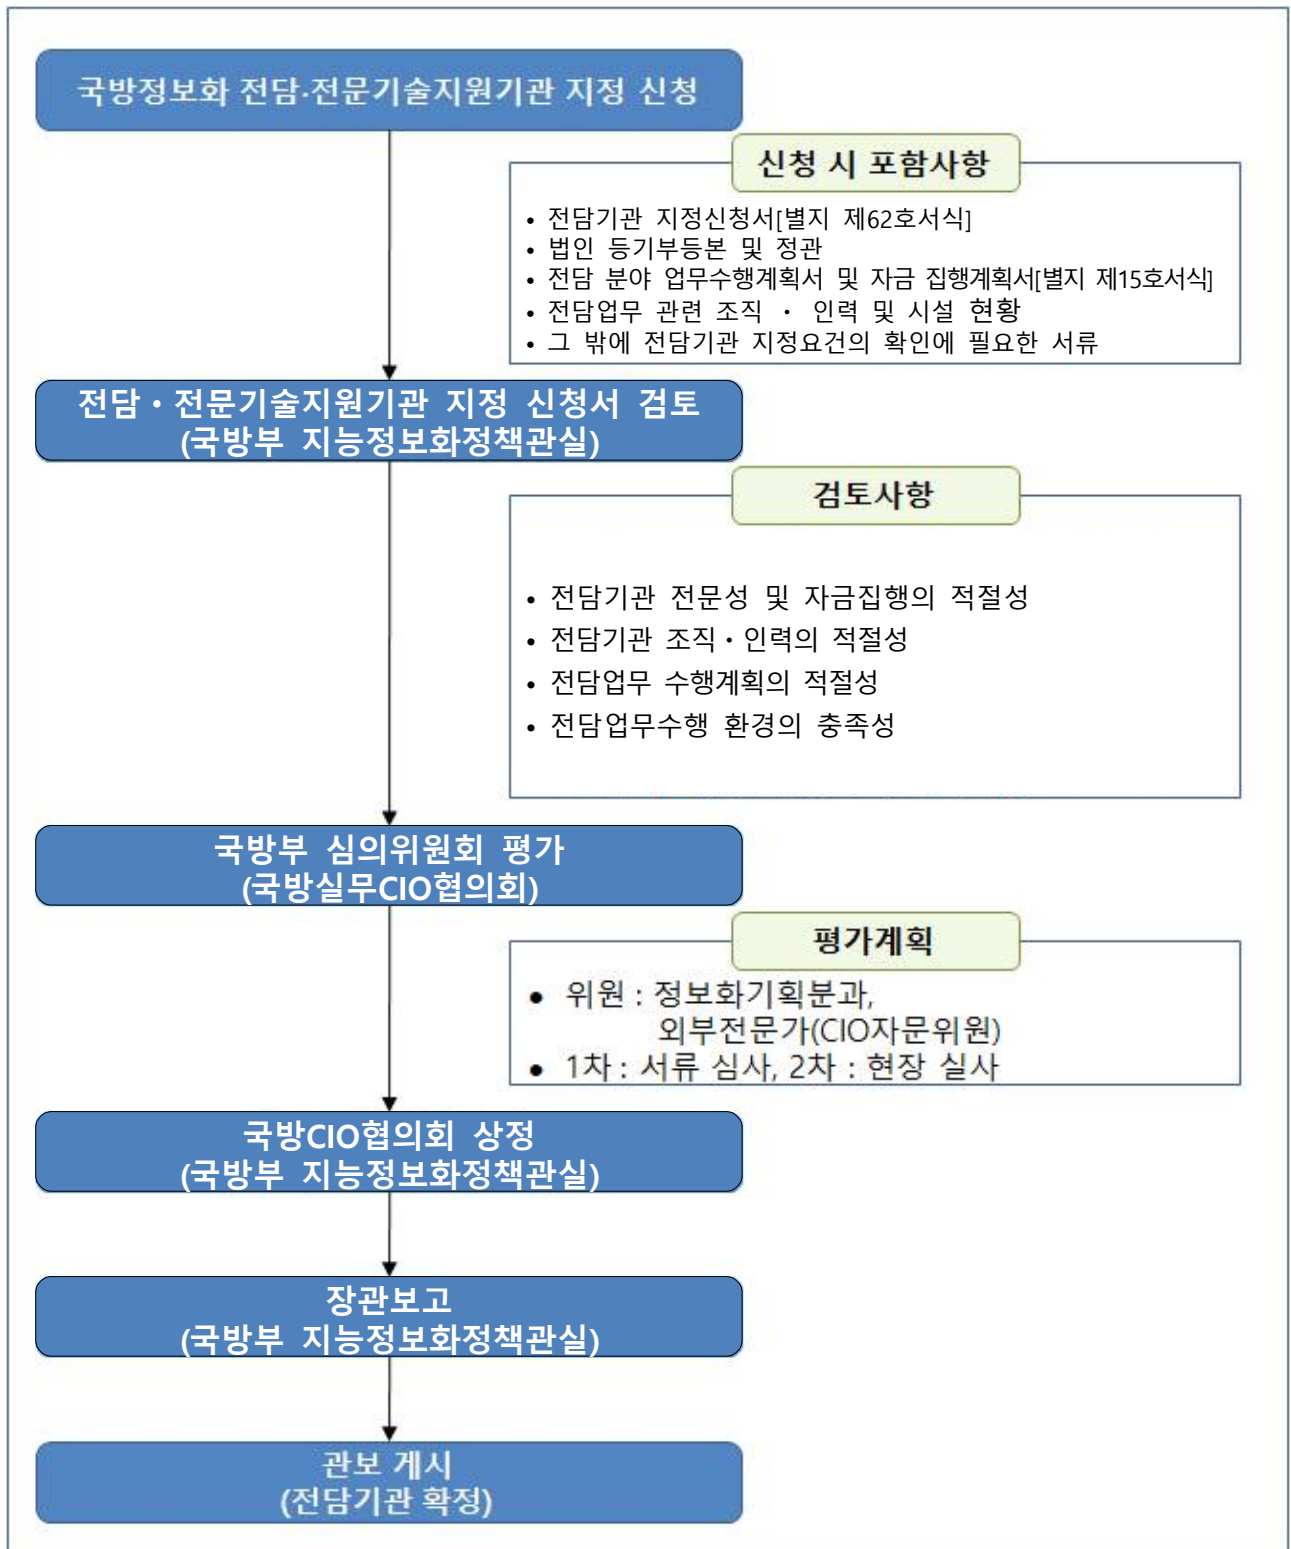 국방정보화 전담·전문기술지원기관 지정 신청
신청 시 포함사항
• 전담기관 지정신청서[별지 제62호서식]
• 법인 등기부등본 및 정관
• 전담 분야 업무수행계획서 및 자금 집행계획서[별지 제15호서식]
• 전담업무 관련 조직 · 인력 및 시설 현황
• 그 밖에 전담기관 지정요건의 확인에 필요한 서류
전담·전문기술지원기관 지정 신청서 검토
(국방부 지능정보화정책관실)
검토사항
• 전담기관 전문성 및 자금집행의 적절성
• 전담기관 조직·인력의 적절성
• 전담업무 수행계획의 적절성
• 전담업무수행 환경의 충족성
국방부 심의위원회 평가
(국방실무CIO협의회)
평가계획
● 위원 : 정보화기획분과,
외부전문가(CIO자문위원)
● 1차 : 서류 심사, 2차 : 현장 실사
국방CIO협의회 상정
(국방부 지능정보화정책관실)
장관보고
(국방부 지능정보화정책관실)
관보 게시
(전담기관 확정)